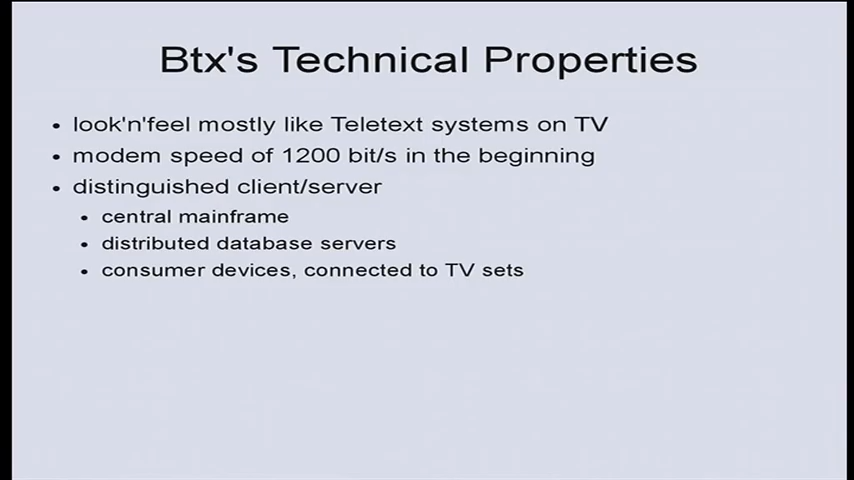 Btx's Technical Properties
• look'n'feel mostly like Teletext systems on TV
• modem speed of 1200 bit/s in the beginning
• distinguished client/server
• central mainframe
• distributed database servers
• consumer devices, connected to TV sets